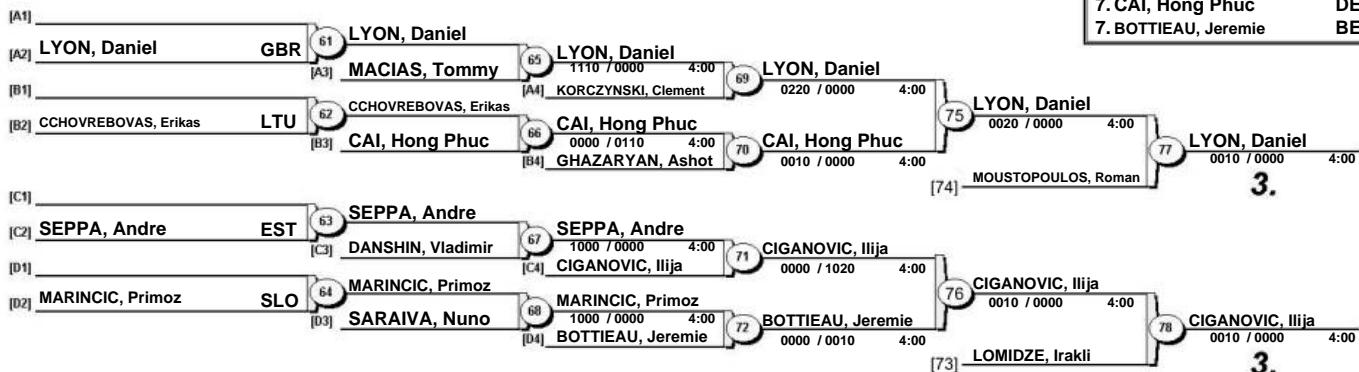 7. CAI, Hong Phuc DE
7. BOTTIEAU, Jeremie BE
[A1]
[A2] LYON, Daniel GBR
61
LYON, Daniel
[A3] MACIAS, Tommy
65
LYON, Daniel
1110 / 0000 4:00
[A4] KORCZYNSKI, Clement
69
LYON, Daniel
0220 / 0000 4:00
[B1]
[B2] CCHOVREBOVAS, Erikas LTU
62
CCHOVREBOVAS, Erikas
[B3] CAI, Hong Phuc
66
CAI, Hong Phuc
0000 / 0110 4:00
[B4] GHAZARYAN, Ashot
70
CAI, Hong Phuc
0010 / 0000 4:00
75
LYON, Daniel
0020 / 0000 4:00
[74] MOUSTOPOULOS, Roman
77
LYON, Daniel
0010 / 0000 4:00
3.
[C1]
[C2] SEPPA, Andre EST
63
SEPPA, Andre
[C3] DANSHIN, Vladimir
67
SEPPA, Andre
1000 / 0000 4:00
[C4] CIGANOVIC, Ilija
71
CIGANOVIC, Ilija
0000 / 1020 4:00
[D1]
[D2] MARINCIC, Primoz SLO
64
MARINCIC, Primoz
[D3] SARAIVA, Nuno
68
MARINCIC, Primoz
1000 / 0000 4:00
[D4] BOTTIEAU, Jeremie
72
BOTTIEAU, Jeremie
0000 / 0010 4:00
76
CIGANOVIC, Ilija
0010 / 0000 4:00
[73] LOMIDZE, Irakli
78
CIGANOVIC, Ilija
0010 / 0000 4:00
3.